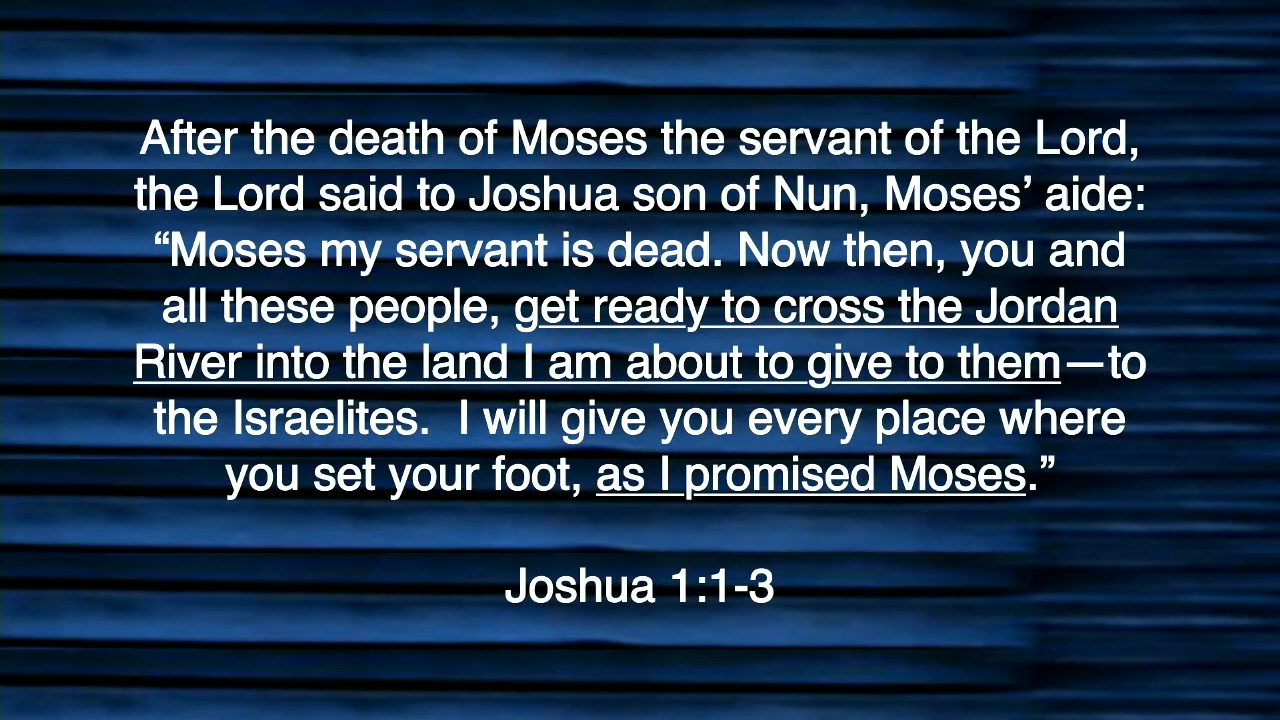 After the death of Moses the servant of the Lord,
the Lord said to Joshua son of Nun, Moses’ aide:
“Moses my servant is dead. Now then, you and
all these people, get ready to cross the Jordan
River into the land I am about to give to them—to
the Israelites.  I will give you every place where
you set your foot, as I promised Moses.”
Joshua 1:1-3